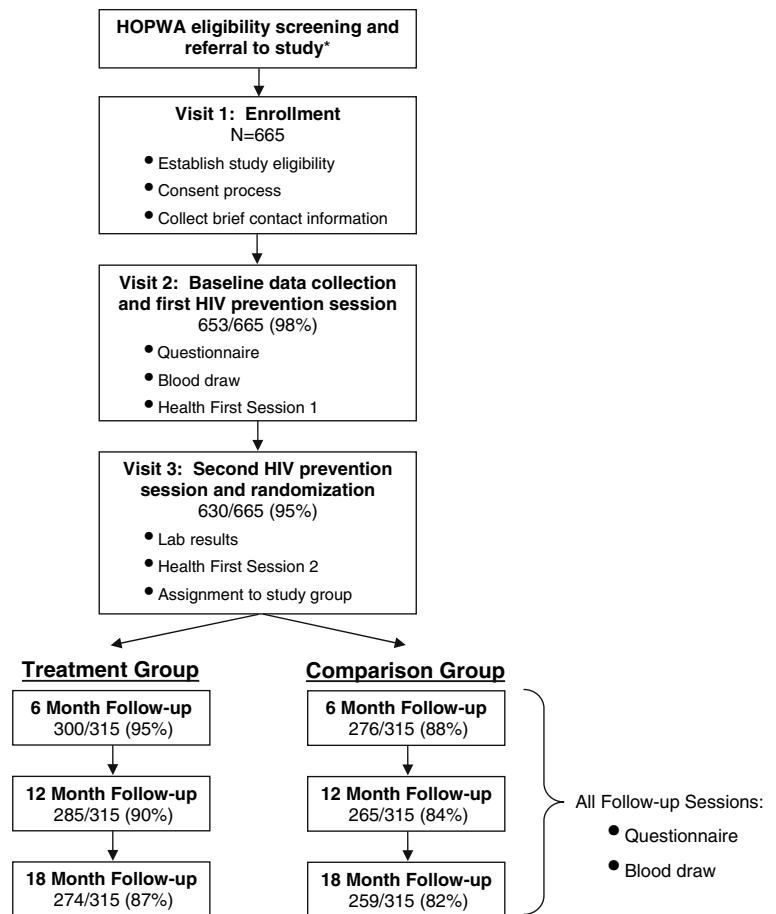 HOPWA eligibility screening and
referral to study*
Visit 1: Enrollment
N=665
• Establish study eligibility
• Consent process
• Collect brief contact information
Visit 2: Baseline data collection
and first HIV prevention session
653/665 (98%)
• Questionnaire
• Blood draw
• Health First Session 1
Visit 3: Second HIV prevention
session and randomization
630/665 (95%)
• Lab results
• Health First Session 2
• Assignment to study group
Treatment Group
6 Month Follow-up
300/315 (95%)
12 Month Follow-up
285/315 (90%)
18 Month Follow-up
274/315 (87%)
Comparison Group
6 Month Follow-up
276/315 (88%)
12 Month Follow-up
265/315 (84%)
18 Month Follow-up
259/315 (82%)
All Follow-up Sessions:
• Questionnaire
• Blood draw